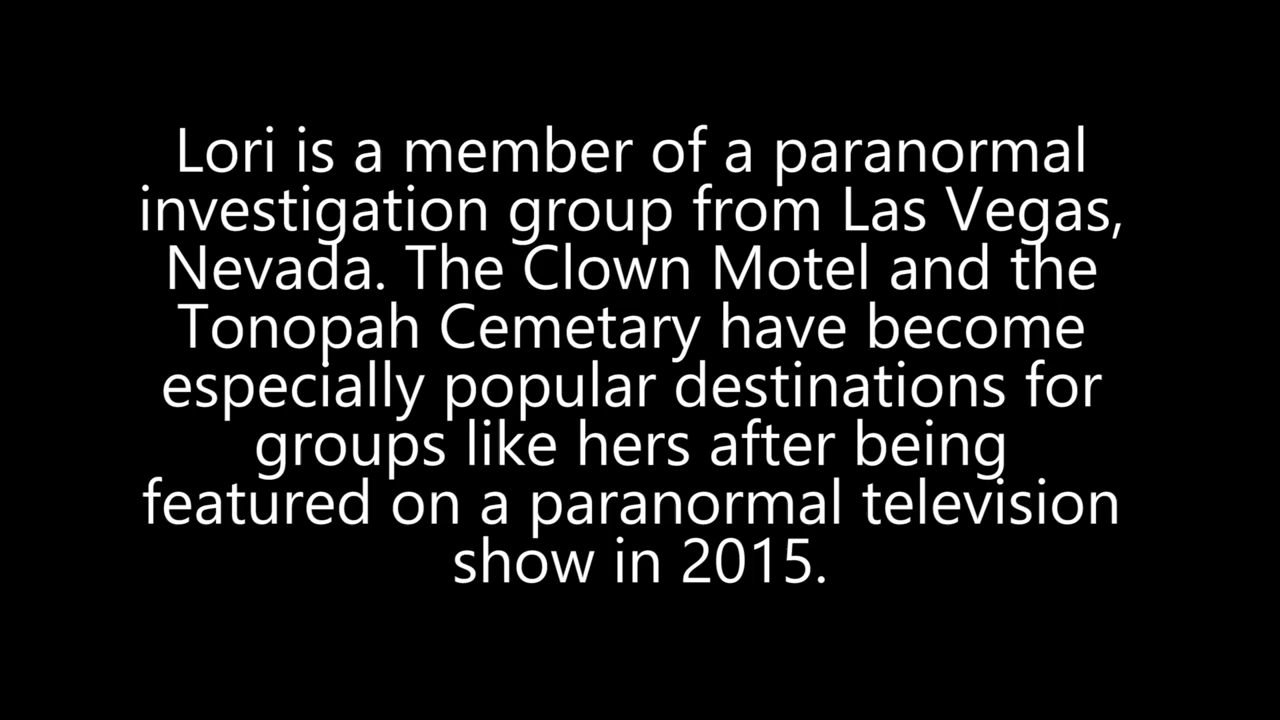 Lori is a member of a paranormal
investigation group from Las Vegas,
Nevada. The Clown Motel and the
Tonopah Cemetary have become
especially popular destinations for
groups like hers after being
featured on a paranormal television
show in 2015.